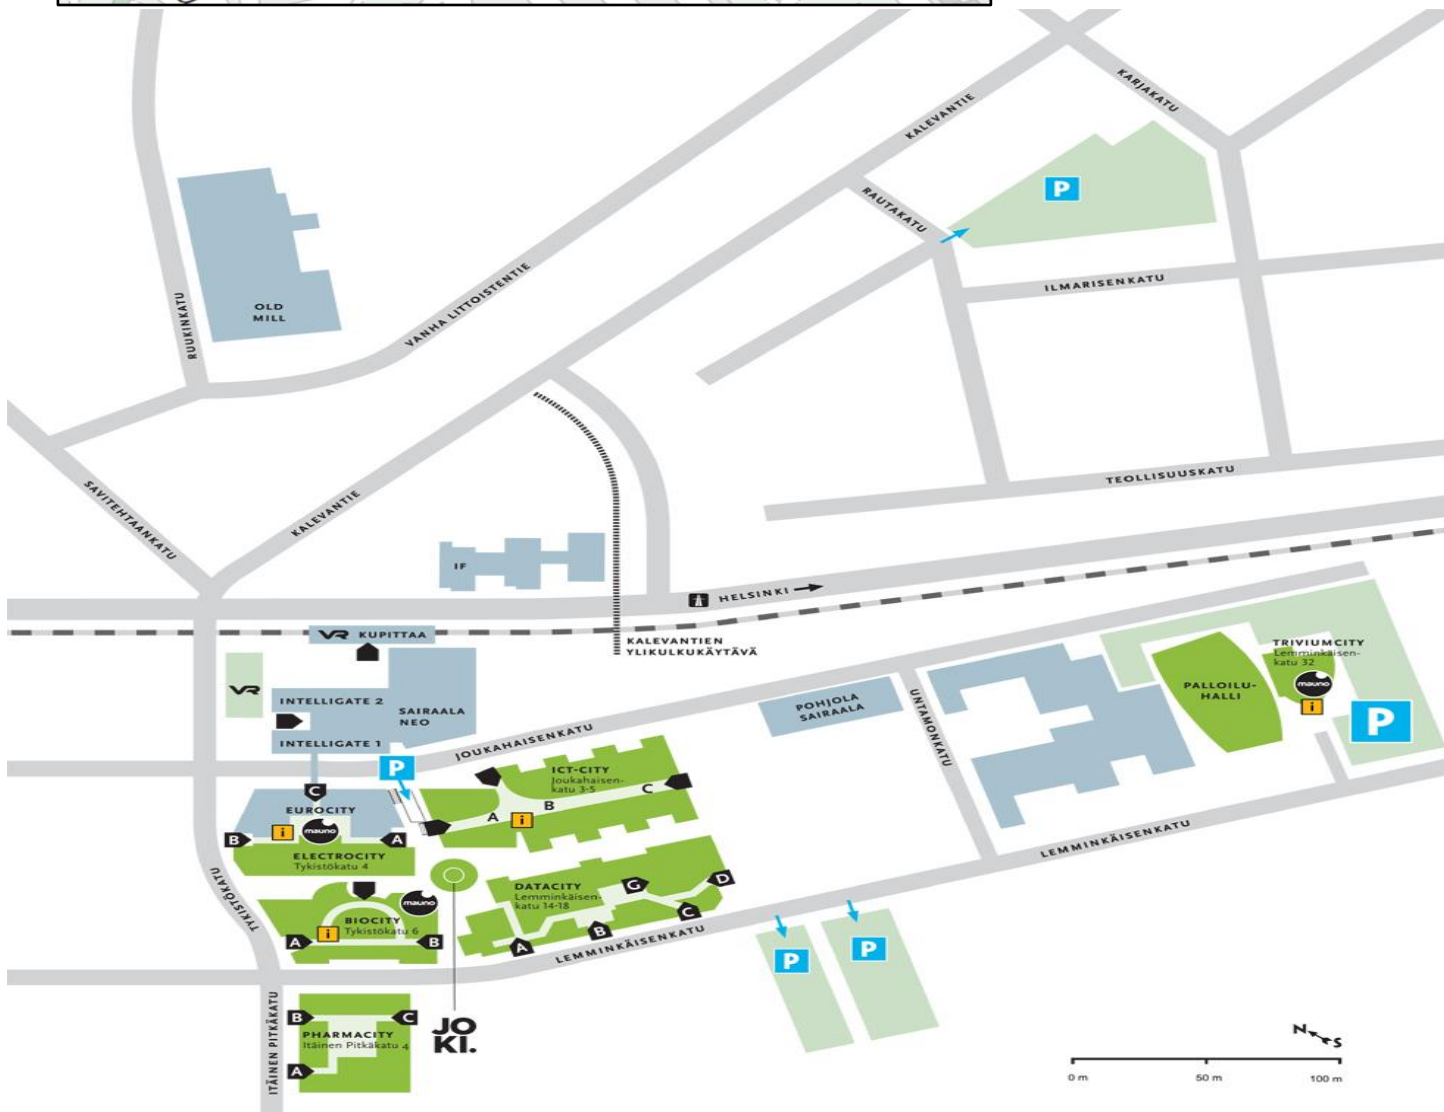 KARJAKATU
KALEVANTIE
P
RAUTAKATU
ILMARISENKATU
RUUKINKATU
OLD
MILL
VANHA LITTOISTENTIE
TEOLLISUUSKATU
SAVITEHTAANKATU
KALEVANTIE
IF
HELSINKI
KALEVANTIEN
YLIKULKUKÄYTÄVÄ
VR KUPITTAA
VR
INTELLIGATE 2
SAIRAALA
NEO
INTELLIGATE 1
JOUKAHAISENKATU
POHJOLA
SAIRAALA
UNTAMONKATU
PALLOILU-
HALLI
TRIVIUMCITY
Lemminkäisen-
katu 32
mauno
i
P
P
ICT-CITY
Joukahaisen-
katu 3-5
A
B
C
i
C
EUROCITY
i
mauno
B
A
ELECTROCITY
Tykistökatu 4
TYKISTÖKATU
DATACITY
Lemminkäisen-
katu 14-18
G
D
C
B
A
LEMMINKÄISENKATU
LEMMINKÄISENKATU
mauno
BIOCITY
Tykistökatu 6
i
A
B
P
P
ITÄINEN PITKÄKATU
B
C
PHARMACITY
Itäinen Pitkäkatu 4
A
JO
KI.
N
S
0 m
50 m
100 m